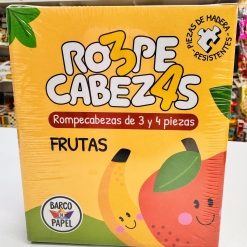 RO3PE
CABEZ4S
PIEZAS DE MADERA
RESISTENTES
Rompecabezas de 3 y 4 piezas
FRUTAS
BARCO
DE
PAPEL